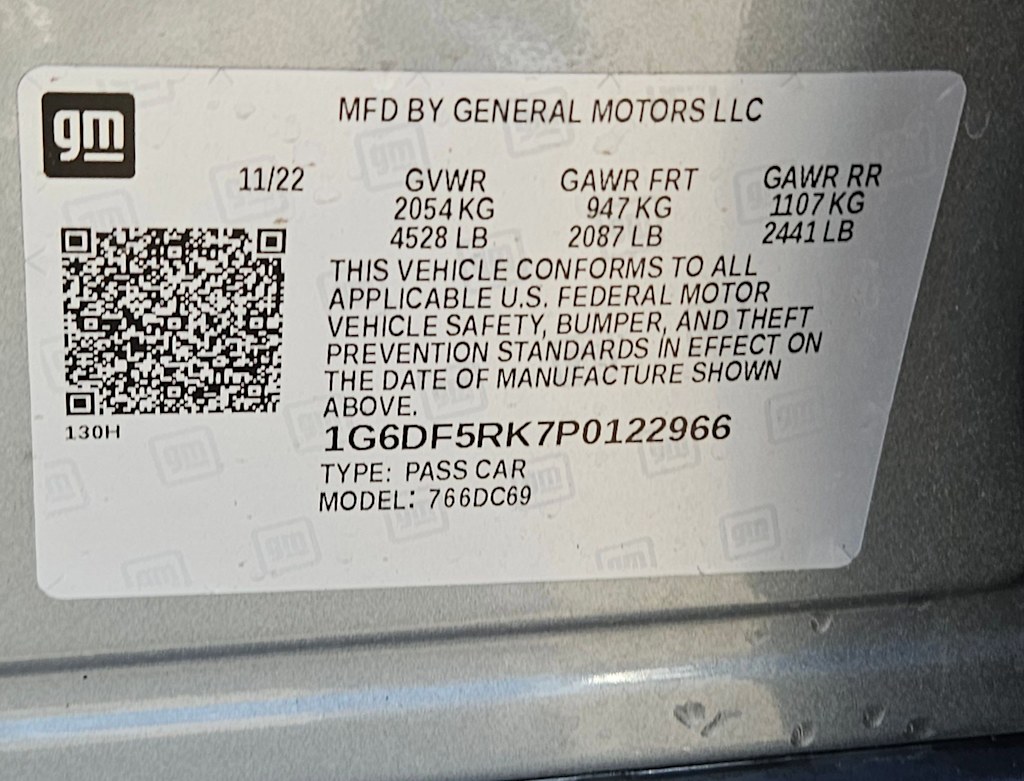 gm
MFD BY GENERAL MOTORS LLC
11/22 GVWR GAWR FRT GAWR RR
2054 KG 947 KG 1107 KG
4528 LB 2087 LB 2441 LB
THIS VEHICLE CONFORMS TO ALL
APPLICABLE U.S. FEDERAL MOTOR
VEHICLE SAFETY, BUMPER, AND THEFT
PREVENTION STANDARDS IN EFFECT ON
THE DATE OF MANUFACTURE SHOWN
ABOVE.
130H
1G6DF5RK7P0122966
TYPE: PASS CAR
MODEL: 766DC69